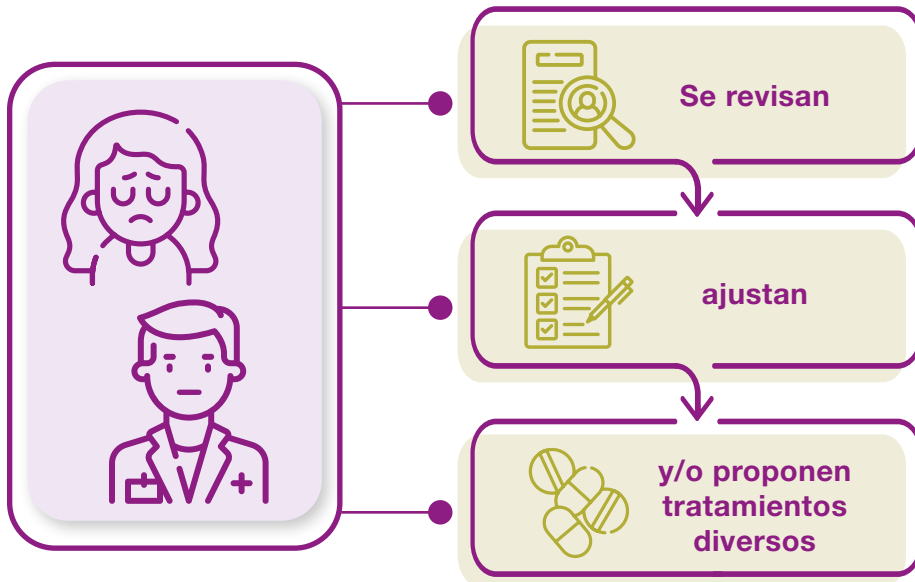 Se revisan
ajustan
y/o proponen
tratamientos
diversos